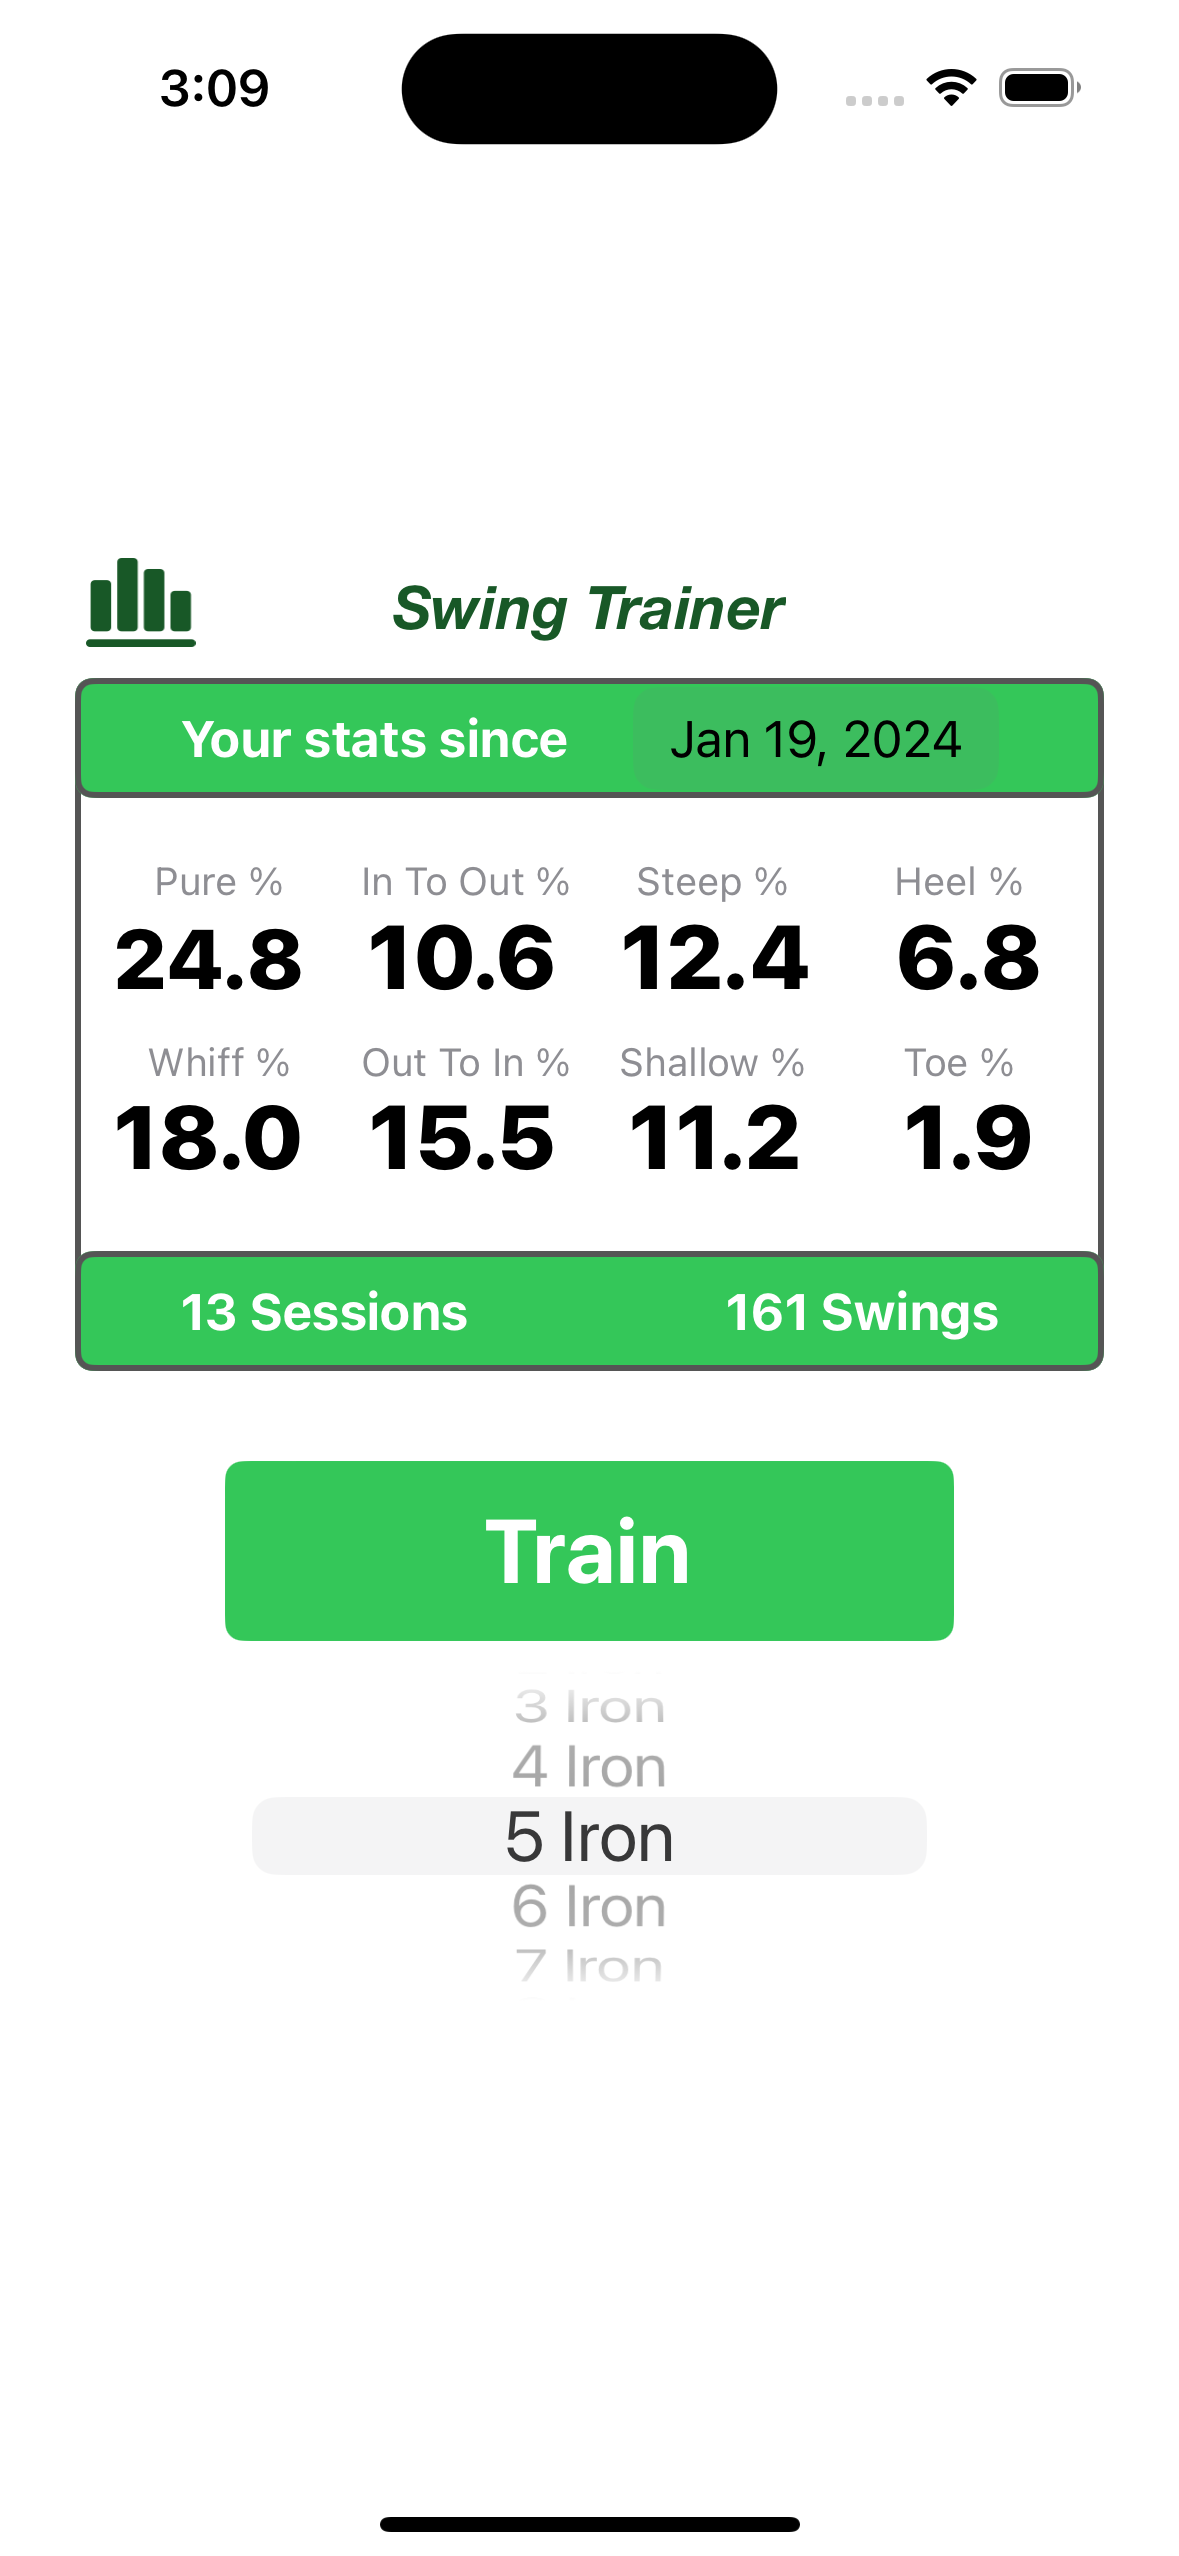 3:09
Swing Trainer
Your stats since Jan 19, 2024
Pure % In To Out % Steep % Heel %
24.8 10.6 12.4 6.8
Whiff % Out To In % Shallow % Toe %
18.0 15.5 11.2 1.9
13 Sessions 161 Swings
Train
3 Iron
4 Iron
5 Iron
6 Iron
7 Iron